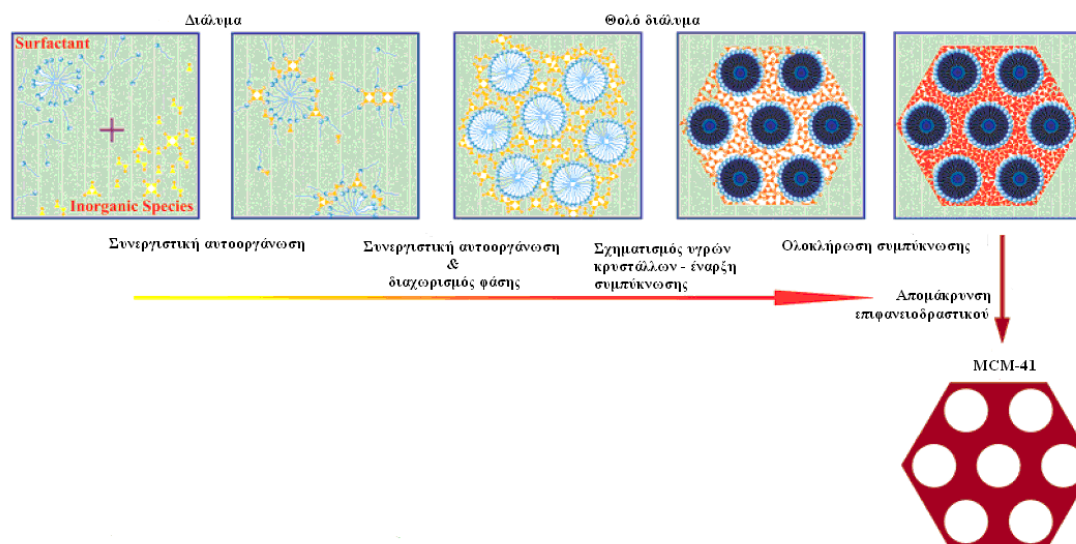 Διάλυμα
Θολό διάλυμα
Surfactant
Inorganic Species
Συνεργιστική αυτοοργάνωση
Συνεργιστική αυτοοργάνωση
&
διαχωρισμός φάσης
Σχηματισμός υγρών
κρυστάλλων - έναρξη
συμπύκνωσης
Ολοκλήρωση συμπύκνωσης
Απομάκρυνση
επιφανειοδραστικού
MCM-41